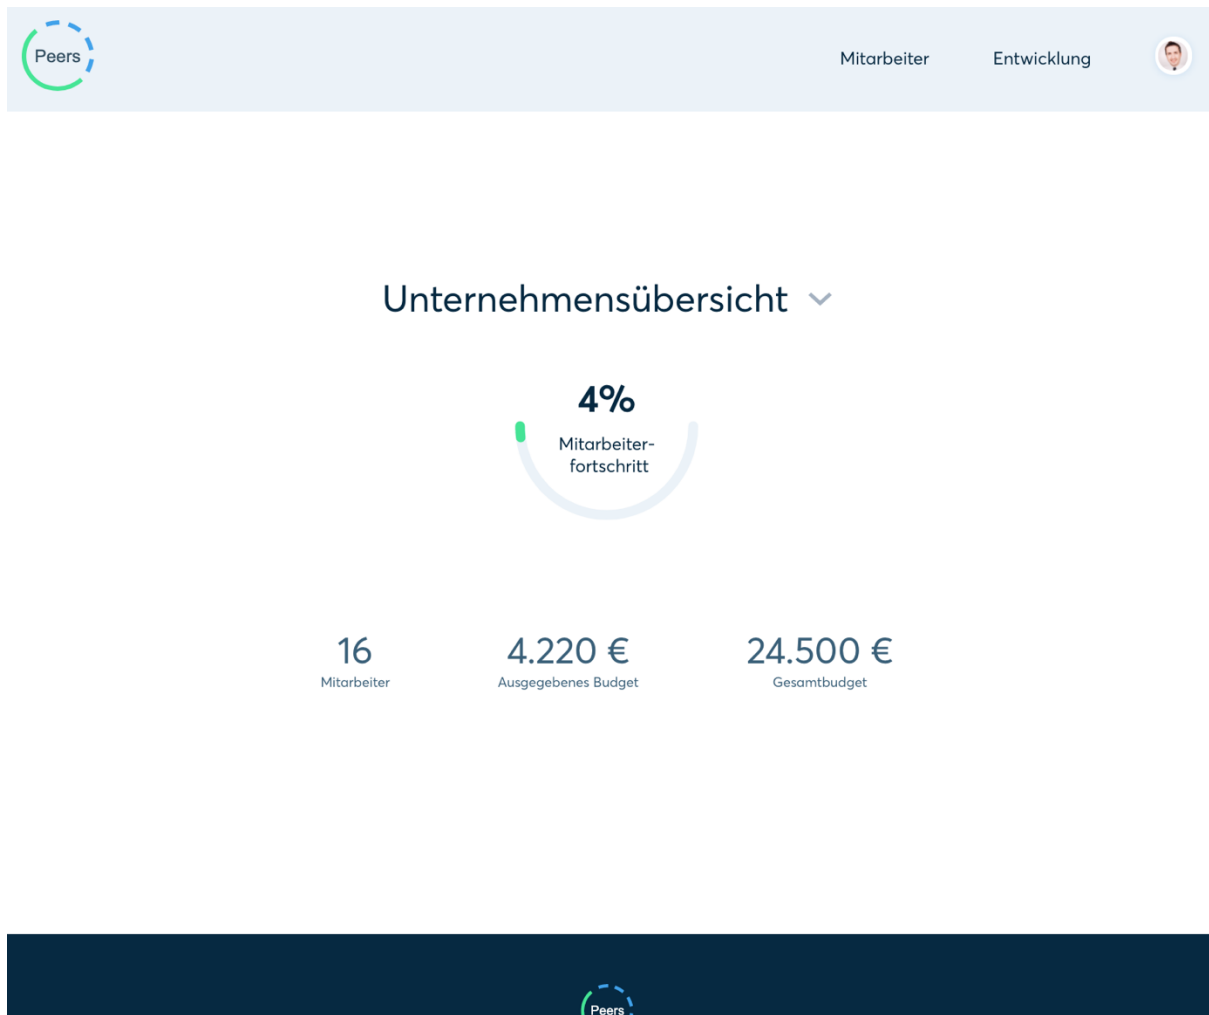 Peers
Mitarbeiter
Entwicklung
Unternehmensübersicht
4%
Mitarbeiter-
fortschritt
16
Mitarbeiter
4.220 €
Ausgegebenes Budget
24.500 €
Gesamtbudget
Peers